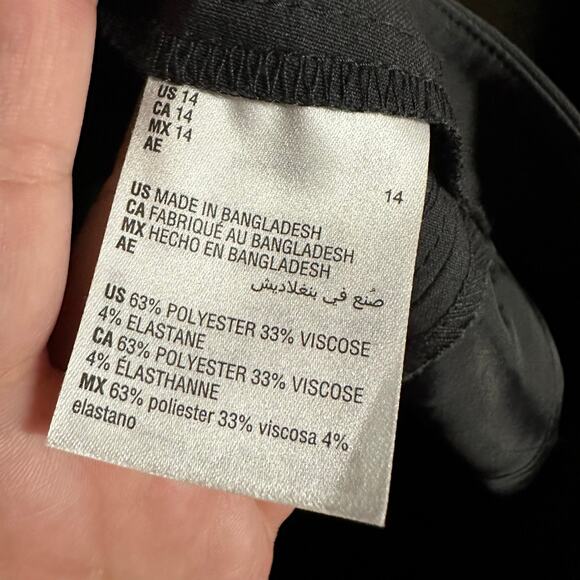 US 14
CA 14
MX 14
AE
14
US MADE IN BANGLADESH
CA FABRIQUÉ AU BANGLADESH
MX HECHO EN BANGLADESH
AE
صُنع في بنغلاديش
US 63% POLYESTER 33% VISCOSE
4% ELASTANE
CA 63% POLYESTER 33% VISCOSE
4% ÉLASTHANNE
MX 63% poliester 33% viscosa 4%
elastano